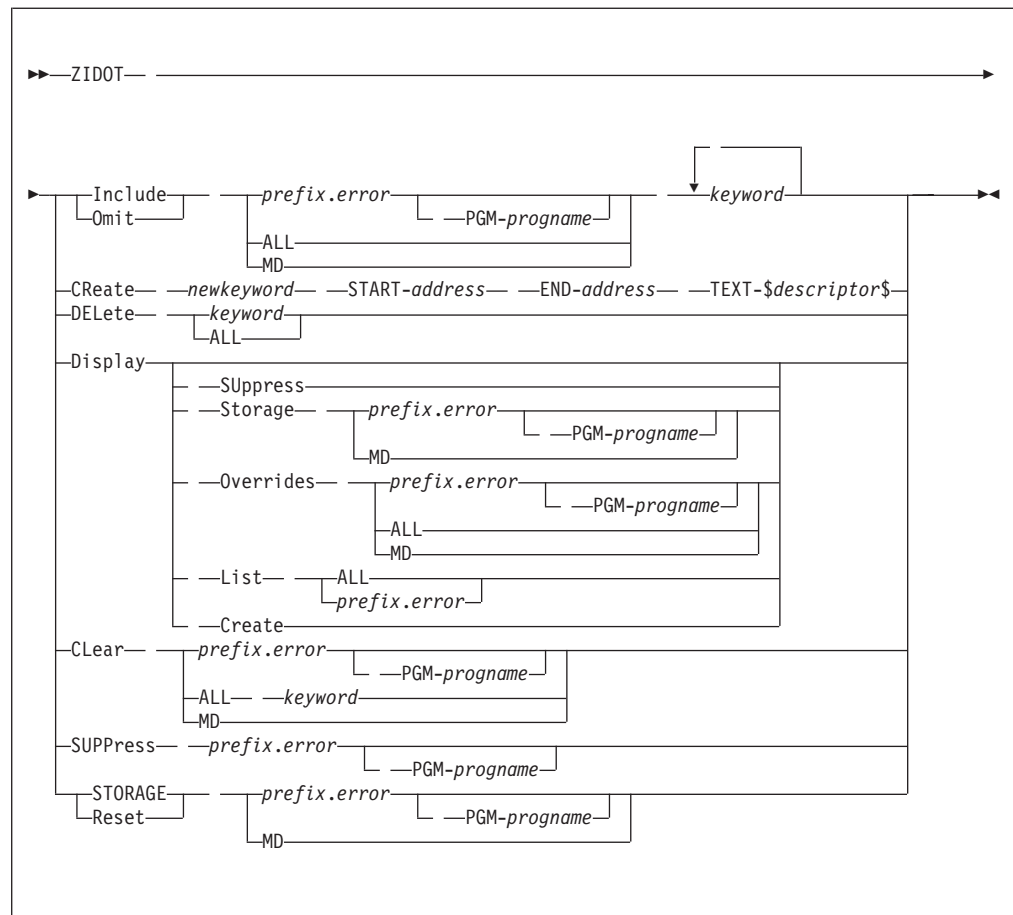 ZIDOT
Include prefix.error keyword
Omit PGM-progname
ALL
MD
CReate newkeyword START-address END-address TEXT-$descriptor$
DELete keyword
ALL
Display
SUppress
Storage prefix.error
PGM-progname
MD
Overrides prefix.error
PGM-progname
ALL
MD
List ALL
prefix.error
Create
CLear prefix.error
PGM-progname
ALL keyword
MD
SUPPress prefix.error
PGM-progname
STORAGE prefix.error
Reset PGM-progname
MD